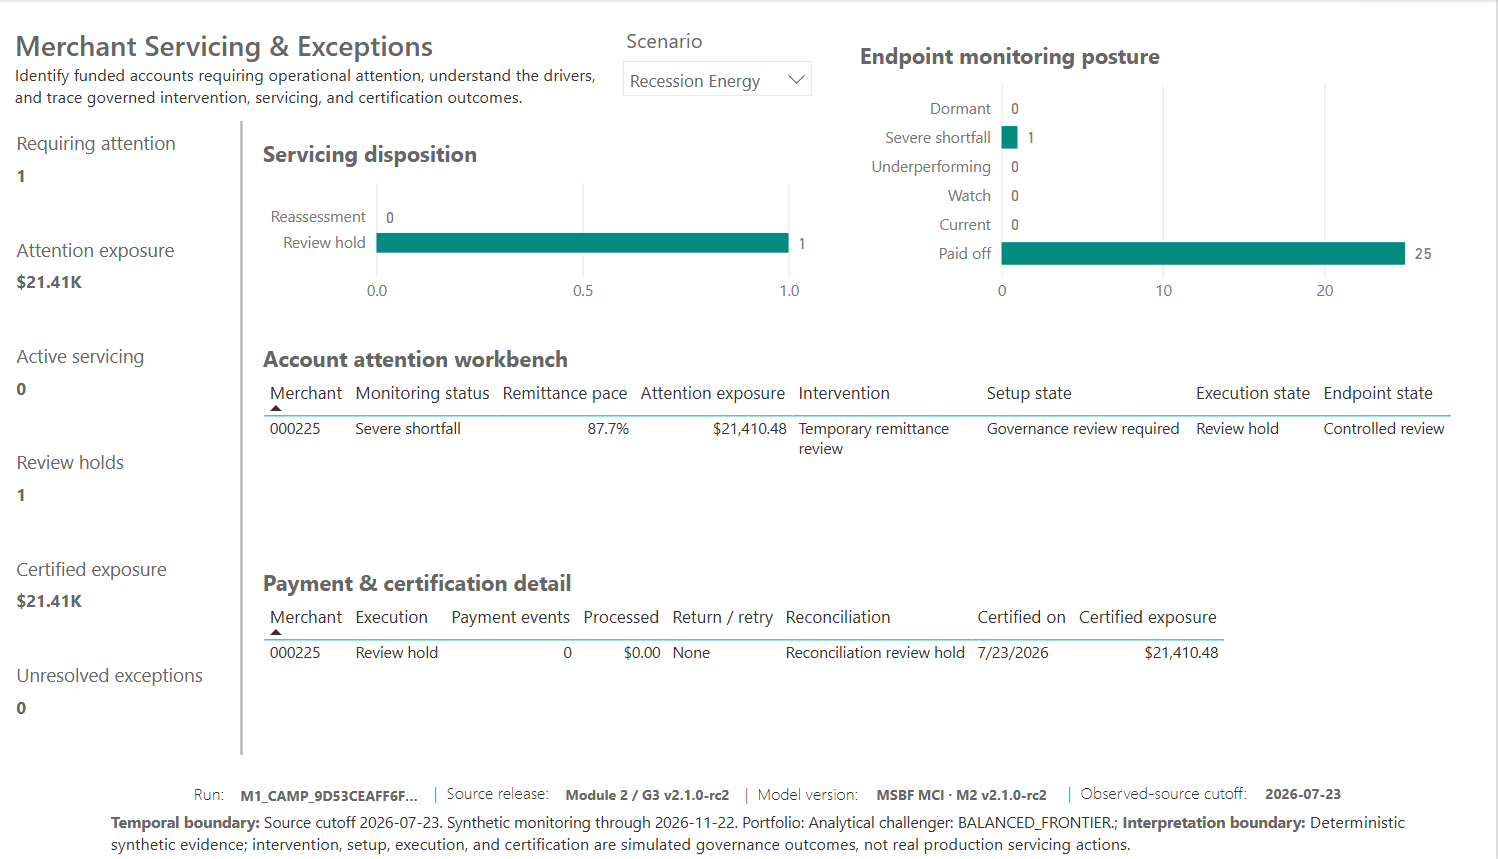 Merchant Servicing & Exceptions
Identify funded accounts requiring operational attention, understand the drivers,
and trace governed intervention, servicing, and certification outcomes.
Scenario
Recession Energy
Requiring attention
1
Attention exposure
$21.41K
Active servicing
0
Review holds
1
Certified exposure
$21.41K
Unresolved exceptions
0
Servicing disposition
Reassessment 0
Review hold 1
0.0 0.5 1.0
Endpoint monitoring posture
Dormant 0
Severe shortfall 1
Underperforming 0
Watch 0
Current 0
Paid off 25
0 10 20
Account attention workbench
Merchant Monitoring status Remittance pace Attention exposure Intervention Setup state Execution state Endpoint state
000225 Severe shortfall 87.7% $21,410.48 Temporary remittance Governance review required Review hold Controlled review
review
Payment & certification detail
Merchant Execution Payment events Processed Return / retry Reconciliation Certified on Certified exposure
000225 Review hold 0 $0.00 None Reconciliation review hold 7/23/2026 $21,410.48
Run: M1_CAMP_9D53CEAFF6F... | Source release: Module 2 / G3 v2.1.0-rc2 | Model version: MSBF MCI · M2 v2.1.0-rc2 | Observed-source cutoff: 2026-07-23
Temporal boundary: Source cutoff 2026-07-23. Synthetic monitoring through 2026-11-22. Portfolio: Analytical challenger: BALANCED_FRONTIER.; Interpretation boundary: Deterministic
synthetic evidence; intervention, setup, execution, and certification are simulated governance outcomes, not real production servicing actions.